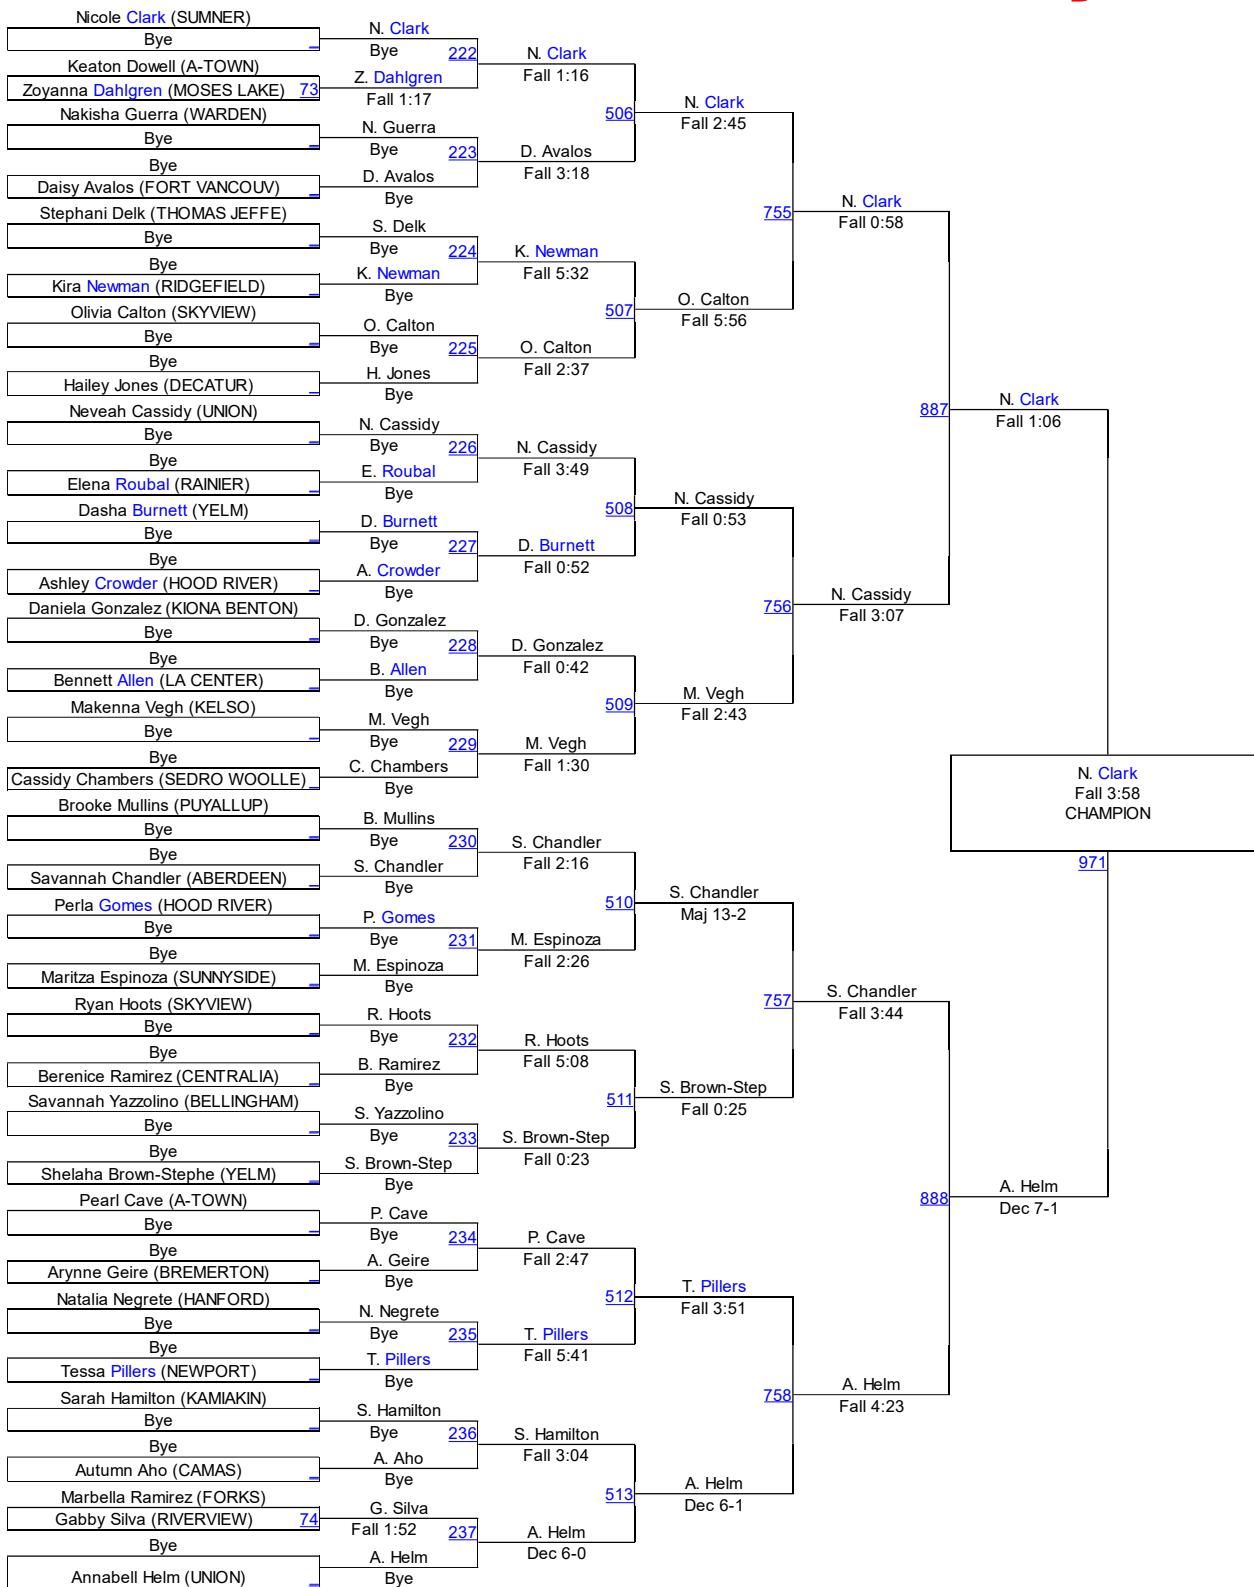 Nicole Clark (SUMNER)
Bye
Keaton Dowell (A-TOWN)
Zoyanna Dahlgren (MOSES LAKE) 73
Nakisha Guerra (WARDEN)
Bye
Bye
Daisy Avalos (FORT VANCOUV)
Stephani Delk (THOMAS JEFFE)
Bye
Bye
Kira Newman (RIDGEFIELD)
Olivia Calton (SKYVIEW)
Bye
Bye
Hailey Jones (DECATUR)
Neveah Cassidy (UNION)
Bye
Bye
Elena Roubal (RAINIER)
Dasha Burnett (YELM)
Bye
Bye
Ashley Crowder (HOOD RIVER)
Daniela Gonzalez (KIONA BENTON)
Bye
Bye
Bennett Allen (LA CENTER)
Makenna Vegh (KELSO)
Bye
Bye
Cassidy Chambers (SEDRO WOOLLE)
Brooke Mullins (PUYALLUP)
Bye
Bye
Savannah Chandler (ABERDEEN)
Perla Gomes (HOOD RIVER)
Bye
Bye
Maritza Espinoza (SUNNYSIDE)
Ryan Hoots (SKYVIEW)
Bye
Bye
Berenice Ramirez (CENTRALIA)
Savannah Yazzolino (BELLINGHAM)
Bye
Bye
Shelaha Brown-Stephe (YELM)
Pearl Cave (A-TOWN)
Bye
Bye
Arynne Geire (BREMERTON)
Natalia Negrete (HANFORD)
Bye
Bye
Tessa Pillers (NEWPORT)
Sarah Hamilton (KAMIAKIN)
Bye
Bye
Autumn Aho (CAMAS)
Marbella Ramirez (FORKS)
Gabby Silva (RIVERVIEW) 74
Bye
Annabell Helm (UNION)
N. Clark
Bye 222
Z. Dahlgren
Fall 1:17
N. Guerra
Bye 223
D. Avalos
Bye
S. Delk
Bye 224
K. Newman
Bye
O. Calton
Bye 225
H. Jones
Bye
N. Cassidy
Bye 226
E. Roubal
Bye
D. Burnett
Bye 227
A. Crowder
Bye
D. Gonzalez
Bye 228
B. Allen
Bye
M. Vegh
Bye 229
C. Chambers
Bye
B. Mullins
Bye 230
S. Chandler
Bye
P. Gomes
Bye 231
M. Espinoza
Bye
R. Hoots
Bye 232
B. Ramirez
Bye
S. Yazzolino
Bye 233
S. Brown-Step
Bye
P. Cave
Bye 234
A. Geire
Bye
N. Negrete
Bye 235
T. Pillers
Bye
S. Hamilton
Bye 236
A. Aho
Bye
G. Silva
Fall 1:52 237
A. Helm
Bye
N. Clark
Fall 1:16
506
D. Avalos
Fall 3:18
K. Newman
Fall 5:32
507
O. Calton
Fall 2:37
N. Cassidy
Fall 3:49
508
D. Burnett
Fall 0:52
D. Gonzalez
Fall 0:42
509
M. Vegh
Fall 1:30
S. Chandler
Fall 2:16
510
M. Espinoza
Fall 2:26
R. Hoots
Fall 5:08
511
S. Brown-Step
Fall 0:23
P. Cave
Fall 2:47
512
T. Pillers
Fall 5:41
S. Hamilton
Fall 3:04
513
A. Helm
Dec 6-0
N. Clark
Fall 2:45
755
O. Calton
Fall 5:56
N. Cassidy
Fall 0:53
756
M. Vegh
Fall 2:43
S. Chandler
Maj 13-2
757
S. Brown-Step
Fall 0:25
T. Pillers
Fall 3:51
758
A. Helm
Dec 6-1
N. Clark
Fall 0:58
887
N. Cassidy
Fall 3:07
S. Chandler
Fall 3:44
888
A. Helm
Fall 4:23
N. Clark
Fall 1:06
N. Clark
Fall 3:58
CHAMPION
971
A. Helm
Dec 7-1